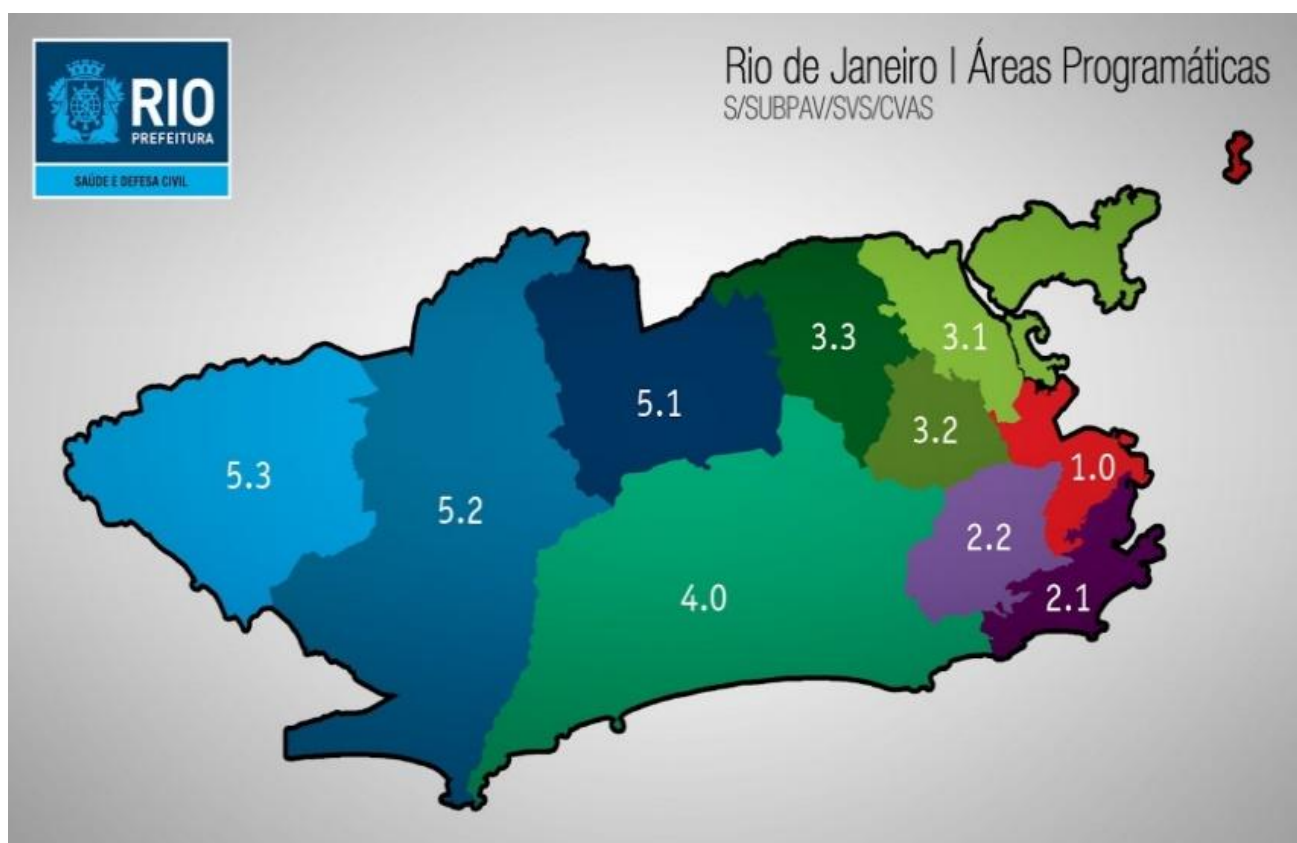 RIO
PREFEITURA
SAÚDE E DEFESA CIVIL
Rio de Janeiro | Áreas Programáticas
S/SUBPAV/SVS/CVAS
3.3
3.1
5.1
3.2
1.0
5.3
5.2
2.2
4.0
2.1